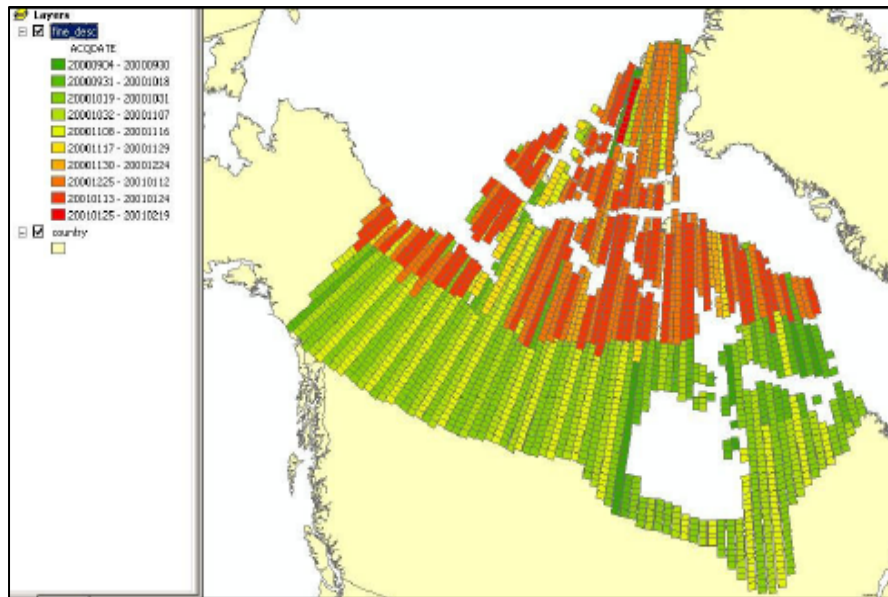 Layers
fine_desc
ACQDATE
20000904 - 20000930
20000931 - 20001018
20001019 - 20001031
20001032 - 20001107
20001108 - 20001116
20001117 - 20001129
20001130 - 20001224
20001225 - 20010112
20010113 - 20010124
20010125 - 20010219
country